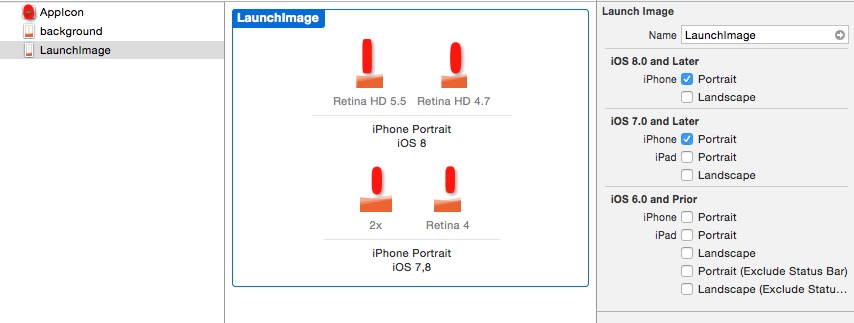 AppIcon
background
LaunchImage
LaunchImage
Retina HD 5.5 Retina HD 4.7
iPhone Portrait
iOS 8
2x Retina 4
iPhone Portrait
iOS 7,8
Launch Image
Name LaunchImage
iOS 8.0 and Later
iPhone Portrait
Landscape
iOS 7.0 and Later
iPhone Portrait
iPad Portrait
Landscape
iOS 6.0 and Prior
iPhone Portrait
iPad Portrait
Landscape
Portrait (Exclude Status Bar)
Landscape (Exclude Statu...